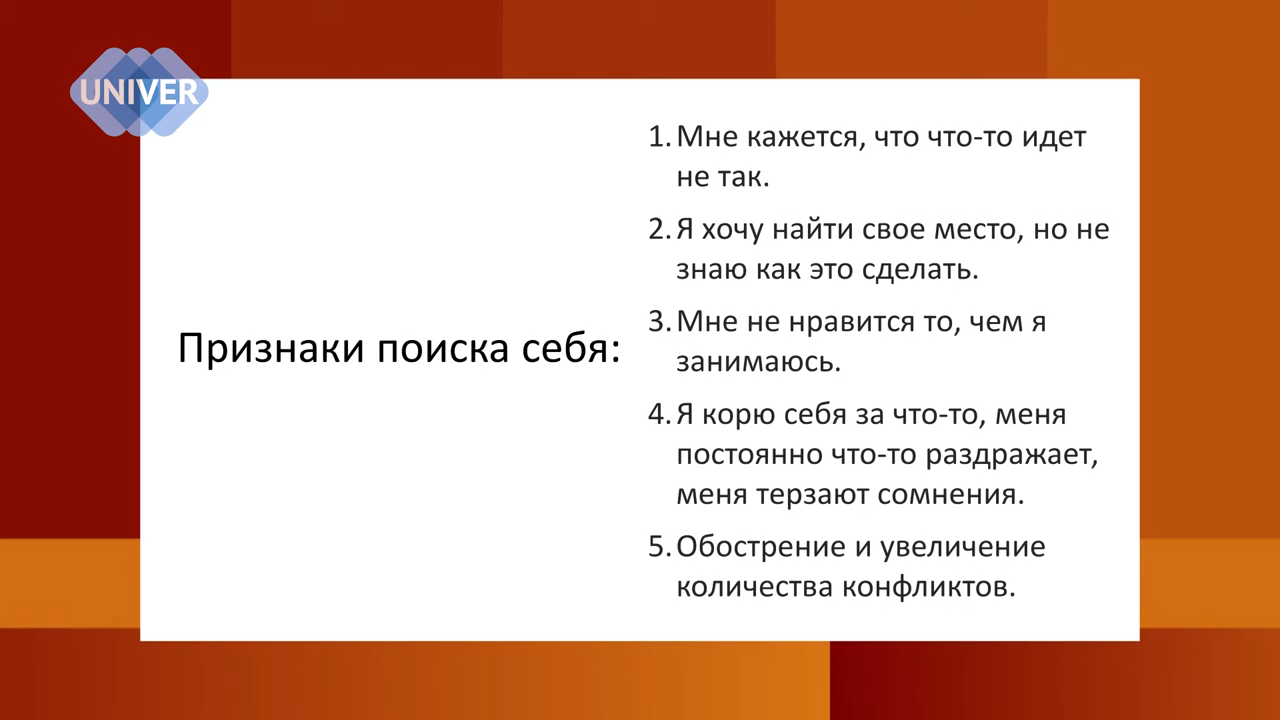 UNIVER
Признаки поиска себя:
1. Мне кажется, что что-то идет
не так.
2. Я хочу найти свое место, но не
знаю как это сделать.
3. Мне не нравится то, чем я
занимаюсь.
4. Я корю себя за что-то, меня
постоянно что-то раздражает,
меня терзают сомнения.
5. Обострение и увеличение
количества конфликтов.